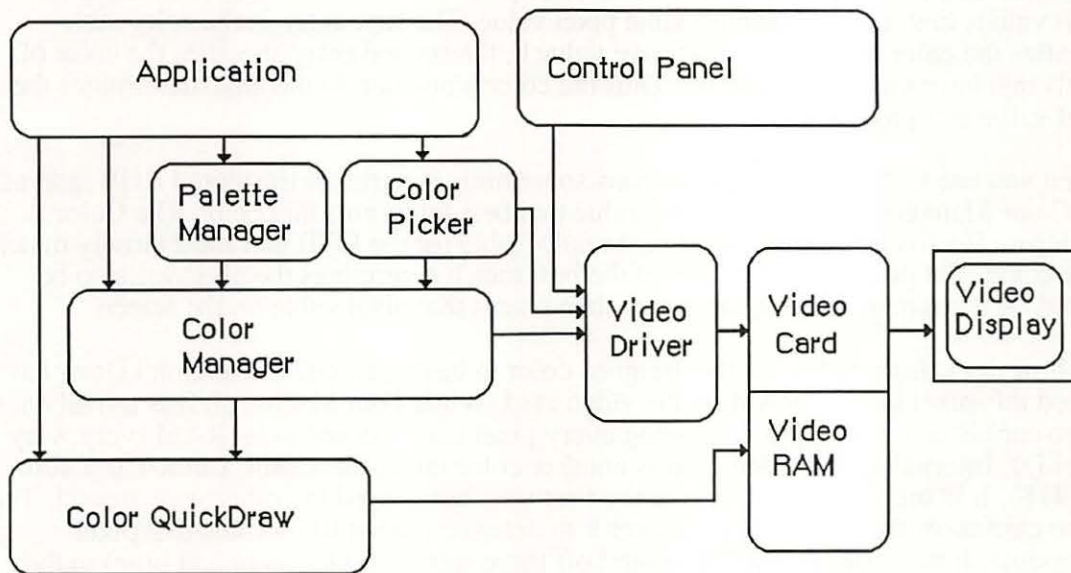 Application
Control Panel
Palette
Manager
Color
Picker
Color
Manager
Video
Driver
Video
Card
Video
Display
Video
RAM
Color QuickDraw